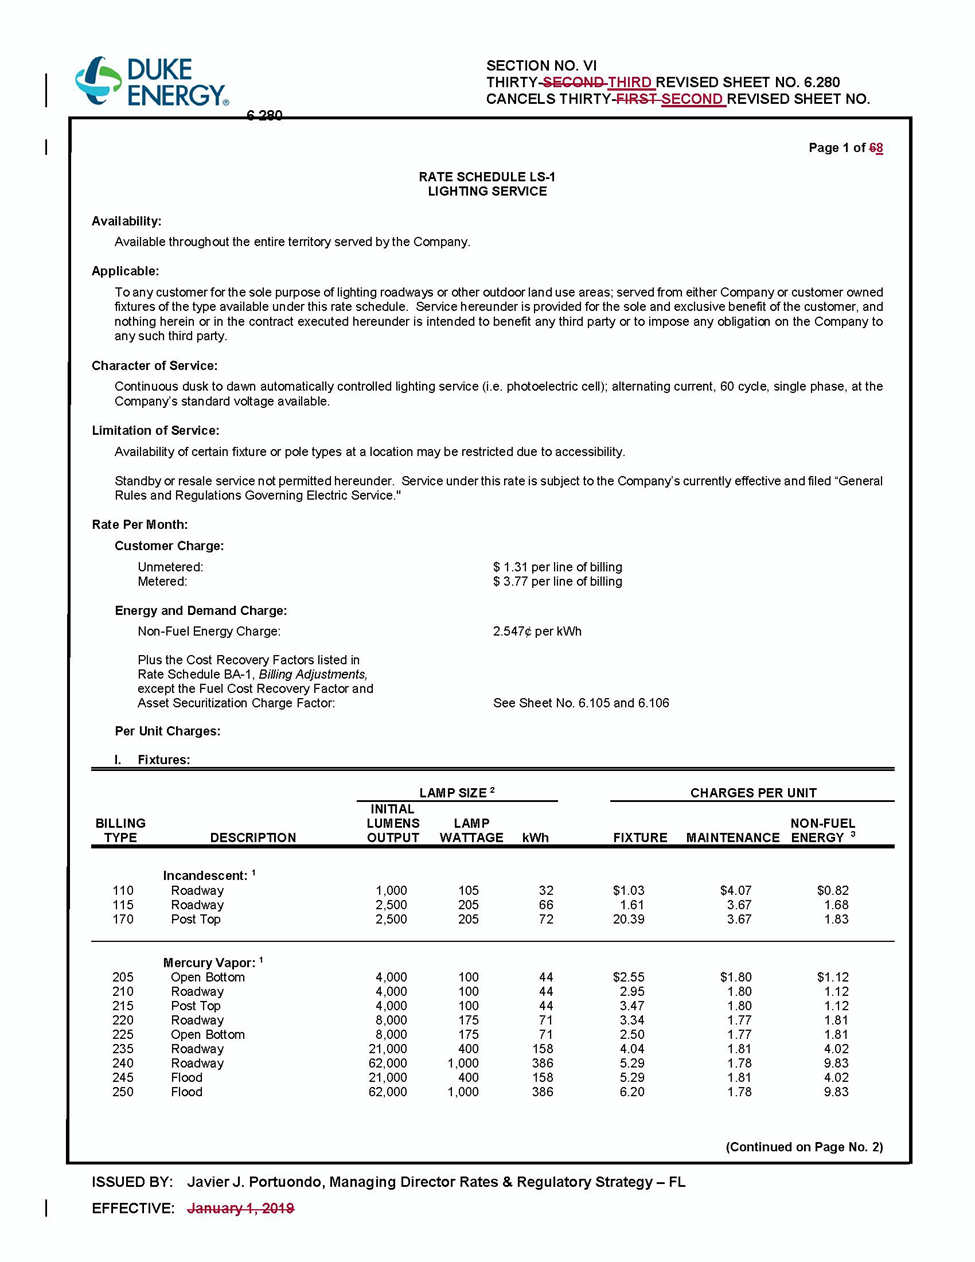 DUKE
ENERGY®
SECTION NO. VI
THIRTY-SECOND THIRD REVISED SHEET NO. 6.280
CANCELS THIRTY-FIRST SECOND REVISED SHEET NO.
6.280
Page 1 of 68
RATE SCHEDULE LS-1
LIGHTING SERVICE
Availability:
Available throughout the entire territory served by the Company.
Applicable:
To any customer for the sole purpose of lighting roadways or other outdoor land use areas; served from either Company or customer owned
fixtures of the type available under this rate schedule. Service hereunder is provided for the sole and exclusive benefit of the customer, and
nothing herein or in the contract executed hereunder is intended to benefit any third party or to impose any obligation on the Company to
any such third party.
Character of Service:
Continuous dusk to dawn automatically controlled lighting service (i.e. photoelectric cell); alternating current, 60 cycle, single phase, at the
Company's standard voltage available.
Limitation of Service:
Availability of certain fixture or pole types at a location may be restricted due to accessibility.
Standby or resale service not permitted hereunder. Service under this rate is subject to the Company's currently effective and filed "General
Rules and Regulations Governing Electric Service."
Rate Per Month:
Customer Charge:
Unmetered: $ 1.31 per line of billing
Metered: $ 3.77 per line of billing
Energy and Demand Charge:
Non-Fuel Energy Charge: 2.547¢ per kWh
Plus the Cost Recovery Factors listed in
Rate Schedule BA-1, Billing Adjustments,
except the Fuel Cost Recovery Factor and
Asset Securitization Charge Factor: See Sheet No. 6.105 and 6.106
Per Unit Charges:
I. Fixtures:
LAMP SIZE 2 CHARGES PER UNIT
INITIAL
BILLING LUMENS LAMP NON-FUEL
TYPE DESCRIPTION OUTPUT WATTAGE kWh FIXTURE MAINTENANCE ENERGY 3
Incandescent: 1
110 Roadway 1,000 105 32 $1.03 $4.07 $0.82
115 Roadway 2,500 205 66 1.61 3.67 1.68
170 Post Top 2,500 205 72 20.39 3.67 1.83
Mercury Vapor: 1
205 Open Bottom 4,000 100 44 $2.55 $1.80 $1.12
210 Roadway 4,000 100 44 2.95 1.80 1.12
215 Post Top 4,000 100 44 3.47 1.80 1.12
220 Roadway 8,000 175 71 3.34 1.77 1.81
225 Open Bottom 8,000 175 71 2.50 1.77 1.81
235 Roadway 21,000 400 158 4.04 1.81 4.02
240 Roadway 62,000 1,000 386 5.29 1.78 9.83
245 Flood 21,000 400 158 5.29 1.81 4.02
250 Flood 62,000 1,000 386 6.20 1.78 9.83
(Continued on Page No. 2)
ISSUED BY: Javier J. Portuondo, Managing Director Rates & Regulatory Strategy – FL
EFFECTIVE: January 1, 2019